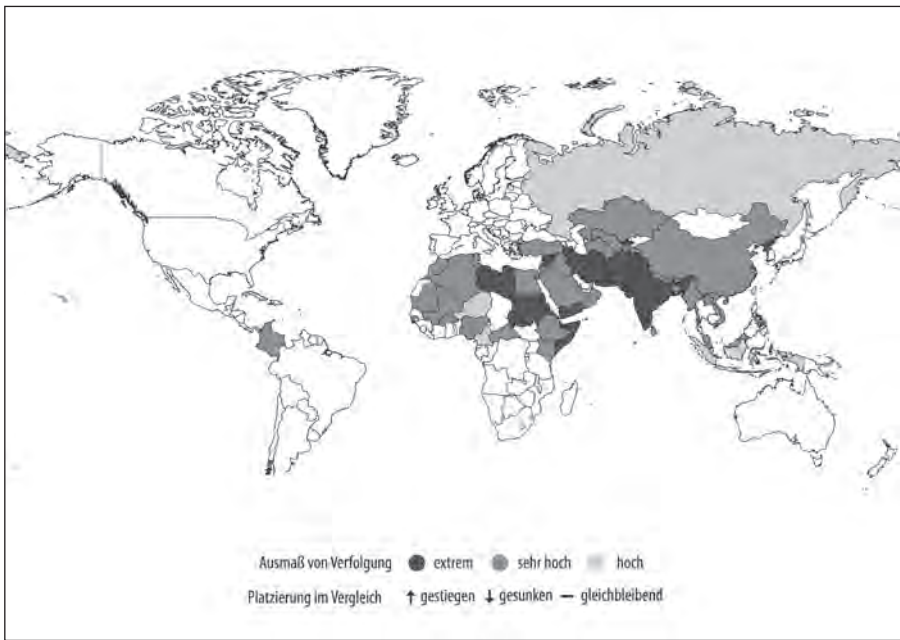 Ausmaß von Verfolgung extrem sehr hoch hoch
Platzierung im Vergleich ↑ gestiegen ↓ gesunken — gleichbleibend